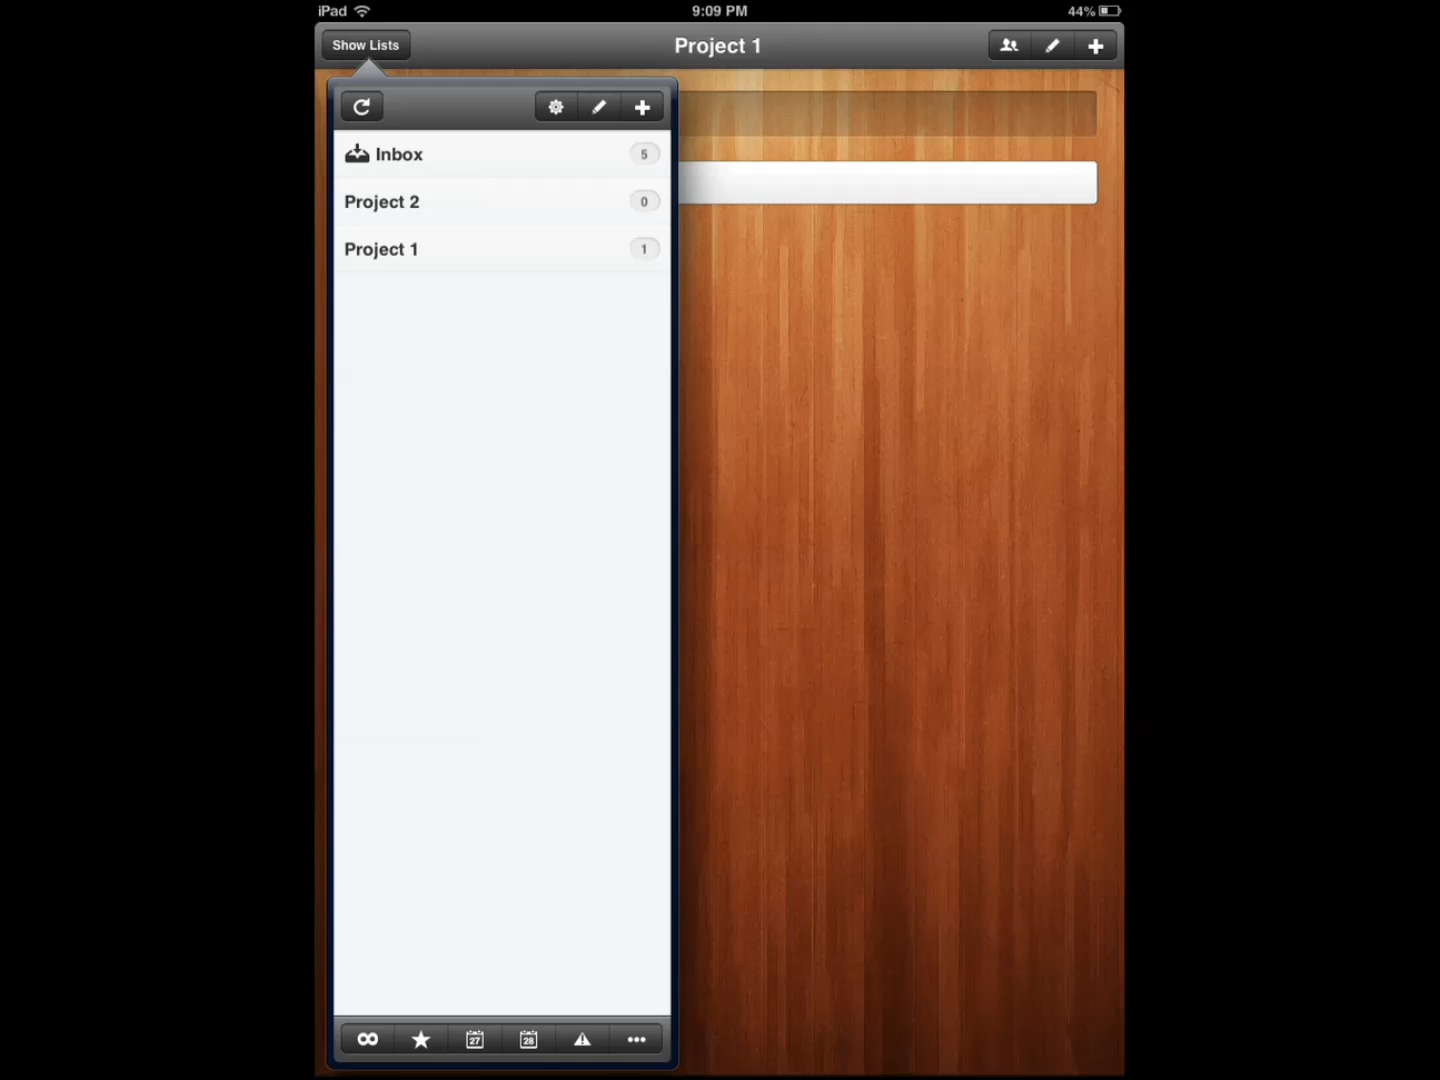 iPad 9:09 PM 44%
Show Lists Project 1
Inbox 5
Project 2 0
Project 1 1
27 28